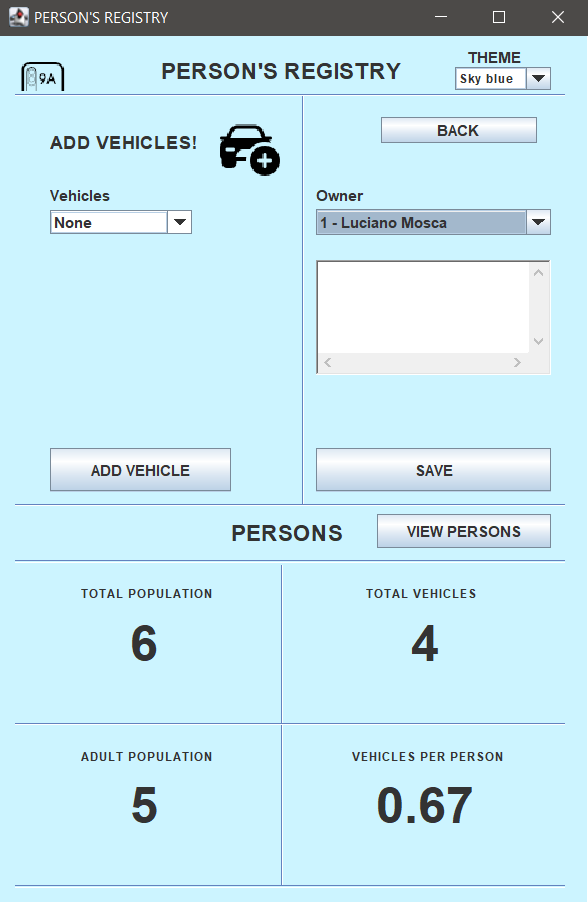 PERSON'S REGISTRY
9A
PERSON'S REGISTRY
THEME
Sky blue
ADD VEHICLES!
BACK
Vehicles
None
Owner
1 - Luciano Mosca
ADD VEHICLE
SAVE
PERSONS
VIEW PERSONS
TOTAL POPULATION
6
TOTAL VEHICLES
4
ADULT POPULATION
5
VEHICLES PER PERSON
0.67